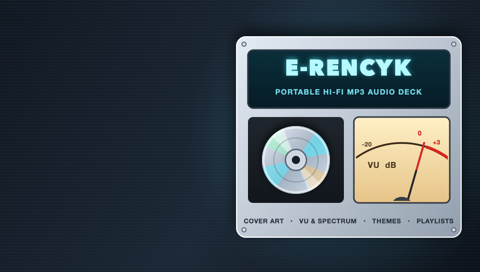 E-RENCYK
PORTABLE HI-FI MP3 AUDIO DECK
-20 0 +3
VU dB
COVER ART · VU & SPECTRUM · THEMES · PLAYLISTS